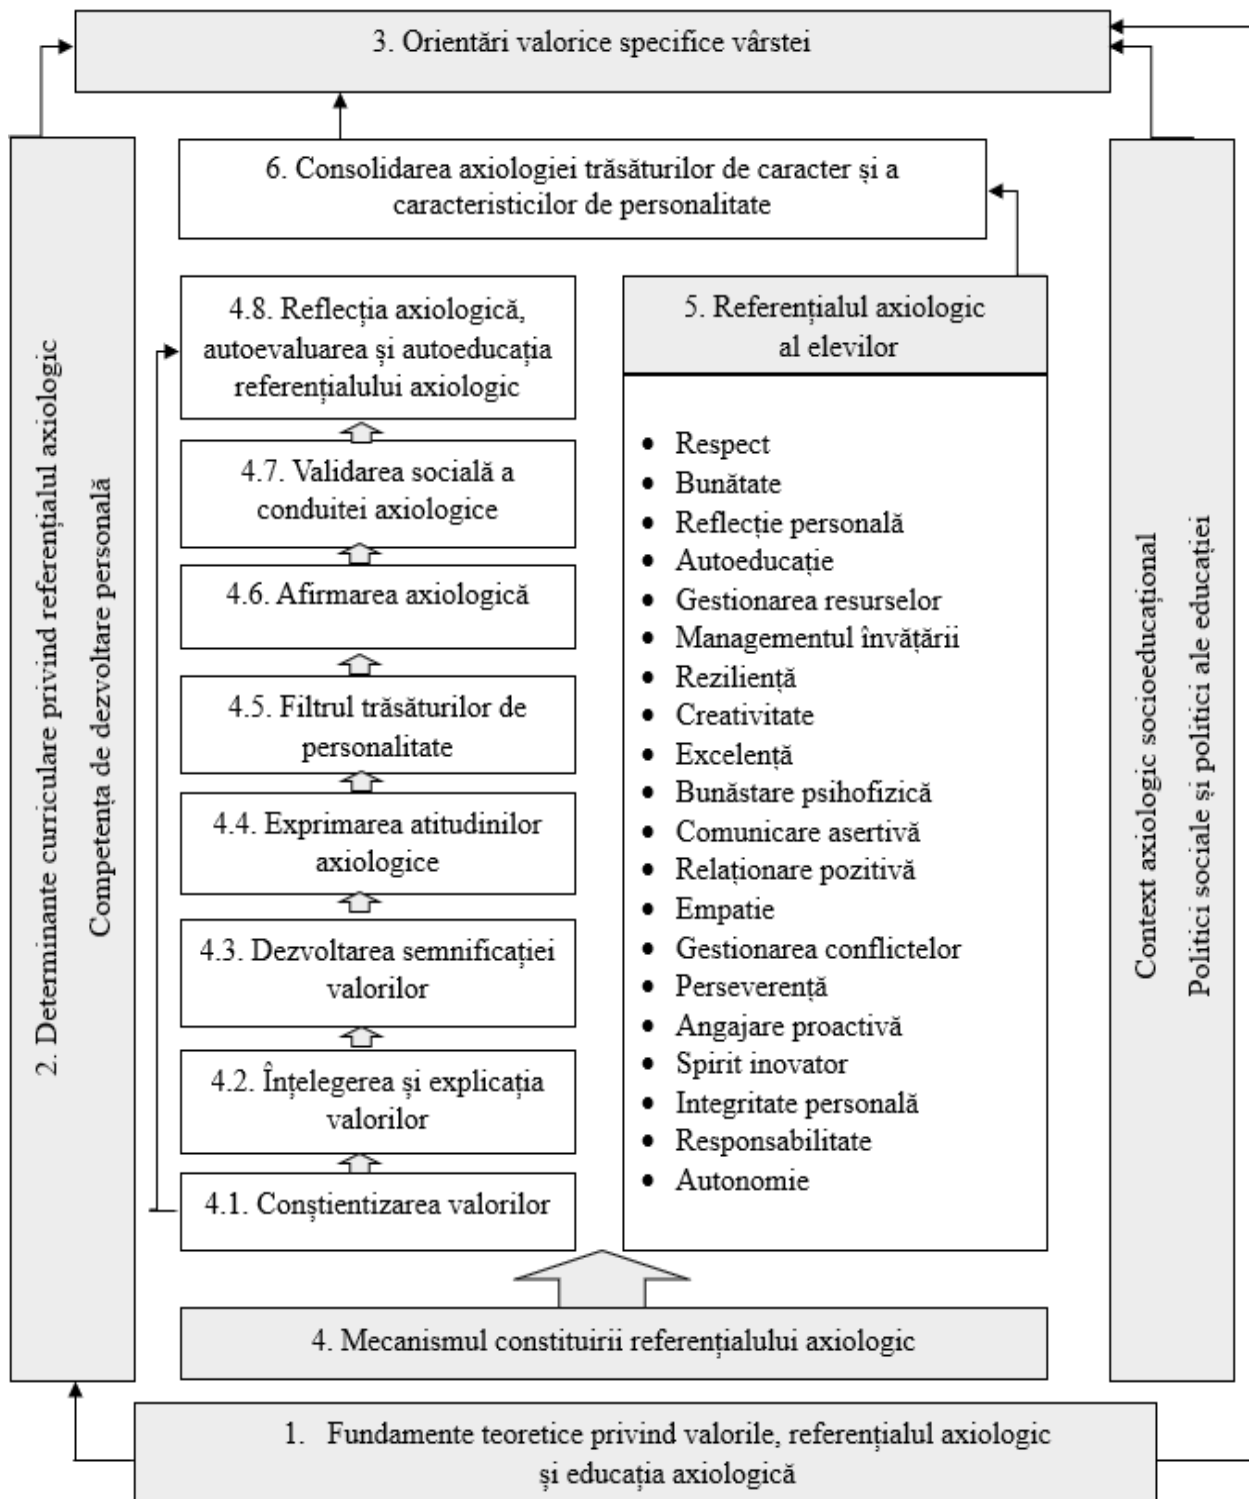 3. Orientări valorice specifice vârstei
6. Consolidarea axiologiei trăsăturilor de caracter și a
caracteristicilor de personalitate
2. Determinante curriculare privind referențialul axiologic
Competența de dezvoltare personală
4.8. Reflecția axiologică,
autoevaluarea și autoeducația
referențialului axiologic
4.7. Validarea socială a
conduitei axiologice
4.6. Afirmarea axiologică
4.5. Filtrul trăsăturilor de
personalitate
4.4. Exprimarea atitudinilor
axiologice
4.3. Dezvoltarea semnificației
valorilor
4.2. Înțelegerea și explicația
valorilor
4.1. Conștientizarea valorilor
5. Referențialul axiologic
al elevilor
• Respect
• Bunătate
• Reflecție personală
• Autoeducație
• Gestionarea resurselor
• Managementul învățării
• Reziliență
• Creativitate
• Excelență
• Bunăstare psihofizică
• Comunicare asertivă
• Relaționare pozitivă
• Empatie
• Gestionarea conflictelor
• Perseverență
• Angajare proactivă
• Spirit inovator
• Integritate personală
• Responsabilitate
• Autonomie
Context axiologic socioeducațional
Politici sociale și politici ale educației
4. Mecanismul constituirii referențialului axiologic
1. Fundamente teoretice privind valorile, referențialul axiologic
și educația axiologică